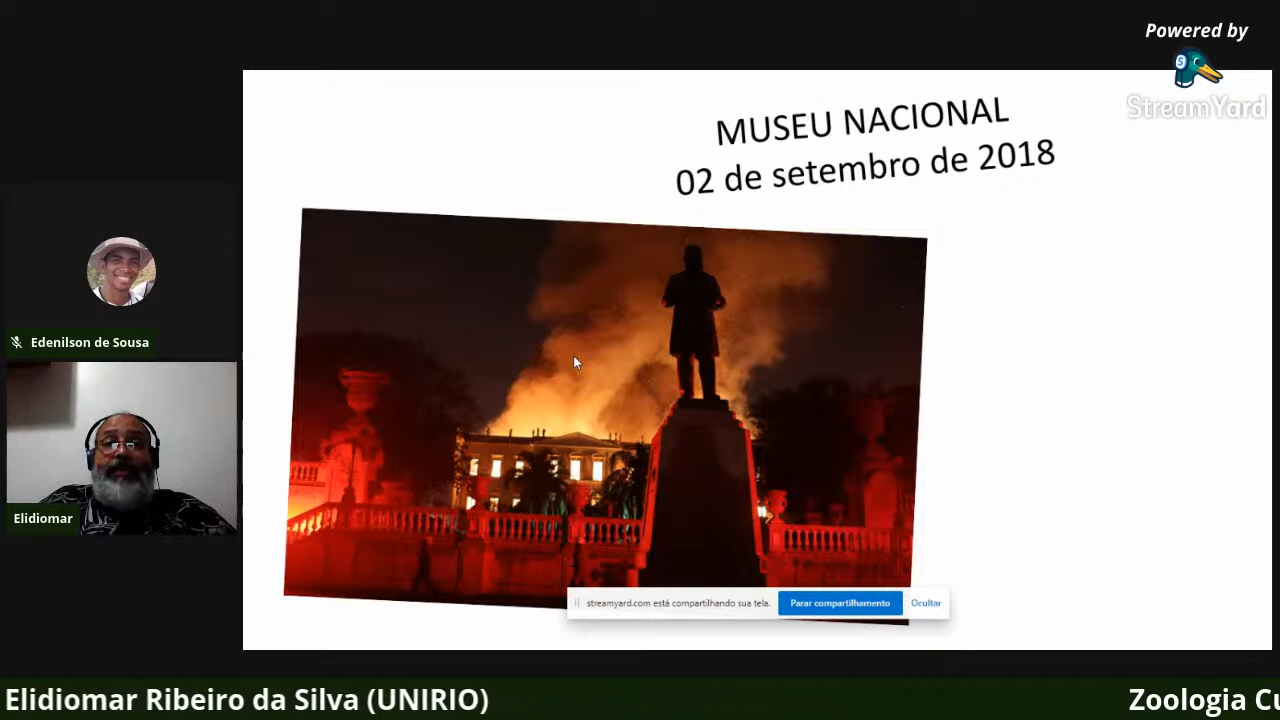 Powered by
StreamYard
MUSEU NACIONAL
02 de setembro de 2018
Edenilson de Sousa
Elidiomar
streamyard.com está compartilhando sua tela.
Parar compartilhamento
Ocultar
Elidiomar Ribeiro da Silva (UNIRIO)
Zoologia Cu